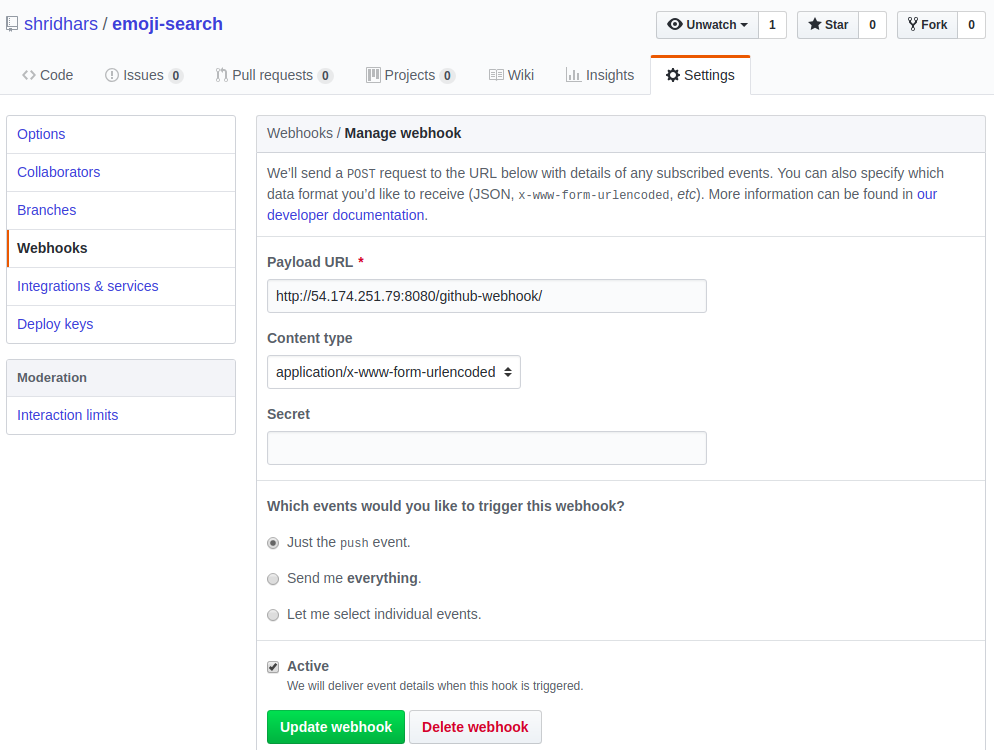 shridhars / emoji-search
Unwatch 1 Star 0 Fork 0
Code Issues 0 Pull requests 0 Projects 0 Wiki Insights Settings
Options
Collaborators
Branches
Webhooks
Integrations & services
Deploy keys
Moderation
Interaction limits
Webhooks / Manage webhook
We'll send a POST request to the URL below with details of any subscribed events. You can also specify which
data format you'd like to receive (JSON, x-www-form-urlencoded, etc). More information can be found in our
developer documentation.
Payload URL *
http://54.174.251.79:8080/github-webhook/
Content type
application/x-www-form-urlencoded
Secret
Which events would you like to trigger this webhook?
Just the push event.
Send me everything.
Let me select individual events.
Active
We will deliver event details when this hook is triggered.
Update webhook Delete webhook